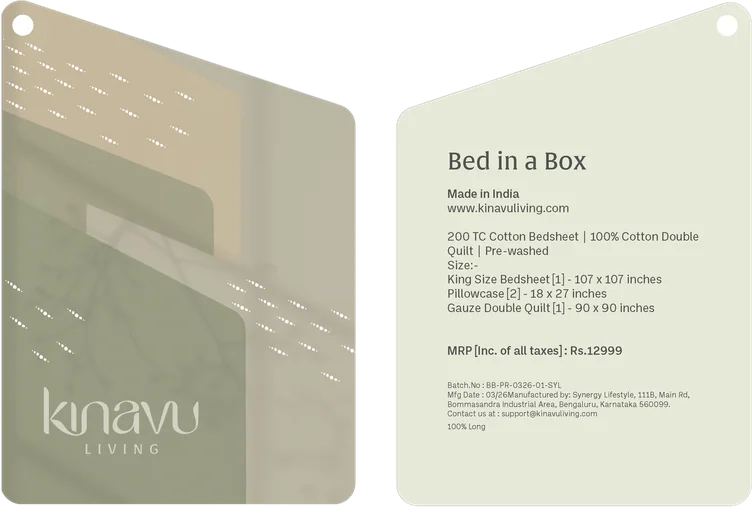 kinavu
LIVING
Bed in a Box
Made in India
www.kinavuliving.com
200 TC Cotton Bedsheet | 100% Cotton Double
Quilt | Pre-washed
Size:-
King Size Bedsheet [1] - 107 x 107 inches
Pillowcase [2] - 18 x 27 inches
Gauze Double Quilt [1] - 90 x 90 inches
MRP [Inc. of all taxes] : Rs.12999
Batch.No : BB-PR-0326-01-SYL
Mfg Date : 03/26Manufactured by: Synergy Lifestyle, 111B, Main Rd,
Bommasandra Industrial Area, Bengaluru, Karnataka 560099.
Contact us at : support@kinavuliving.com
100% Long